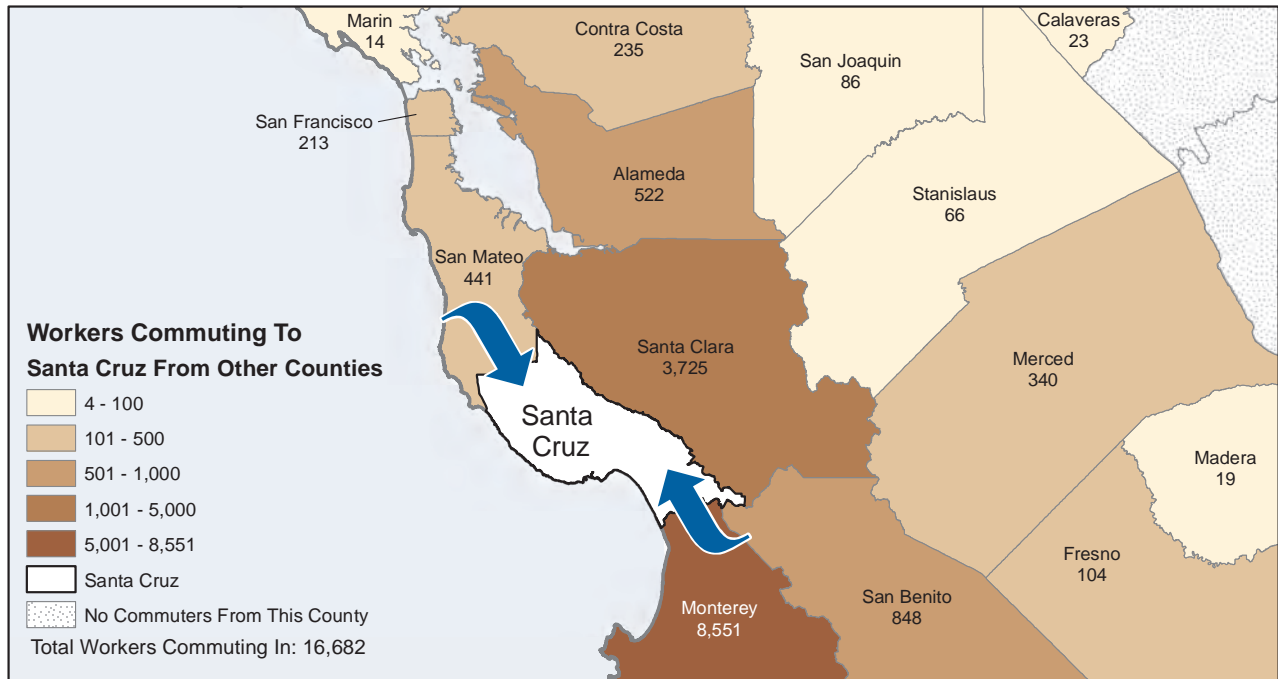 Marin
14
Contra Costa
235
Calaveras
23
San Joaquin
86
San Francisco
213
Alameda
522
Stanislaus
66
San Mateo
441
Santa Clara
3,725
Merced
340
Santa
Cruz
Madera
19
Fresno
104
Monterey
8,551
San Benito
848
Workers Commuting To
Santa Cruz From Other Counties
4 - 100
101 - 500
501 - 1,000
1,001 - 5,000
5,001 - 8,551
Santa Cruz
No Commuters From This County
Total Workers Commuting In: 16,682